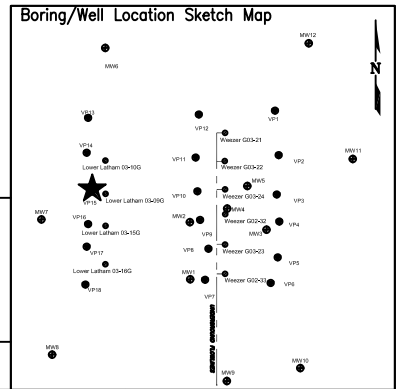 Boring/Well Location Sketch Map
MW12
MW6
N
VP13
VP12
VP1
Weezer G03-21
VP14
Lower Latham 03-10G
VP11
Weezer G03-22
VP2
MW11
MW5
Lower Latham 03-09G
VP15
VP10
Weezer G03-24
VP3
MW7
VP16
Lower Latham 03-15G
MW2
VP9
MW4
Weezer G02-32
MW3
VP4
VP17
VP8
Weezer G03-23
Lower Latham 03-16G
VP5
VP18
MW1
VP7
Weezer G02-33
VP6
UNDERGROUND FLOWLINES
MW8
MW10
MW9